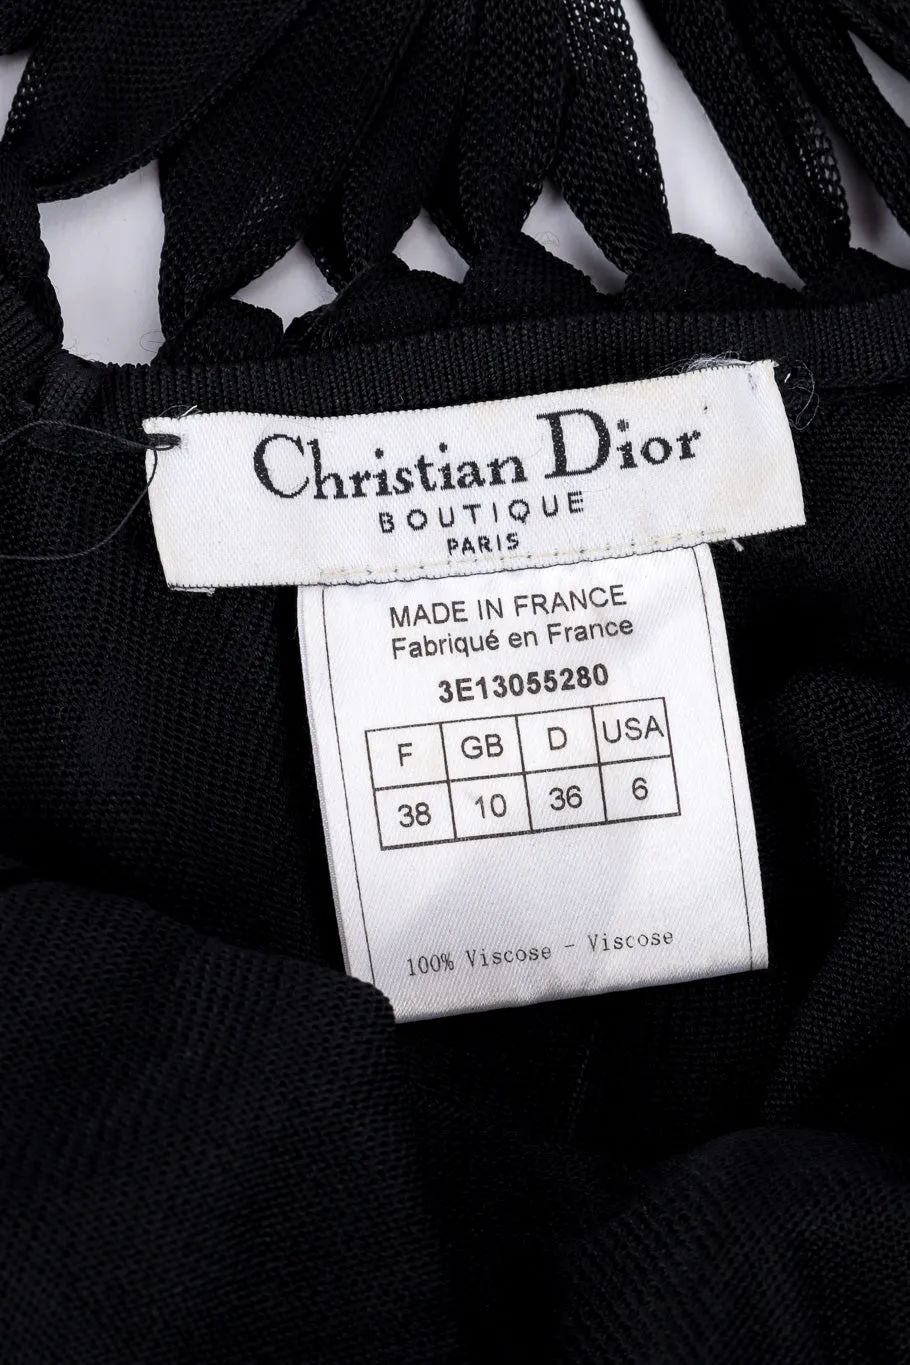 Christian Dior
BOUTIQUE
PARIS
MADE IN FRANCE
Fabriqué en France
3E13055280
F GB D USA
38 10 36 6
100% Viscose - Viscose